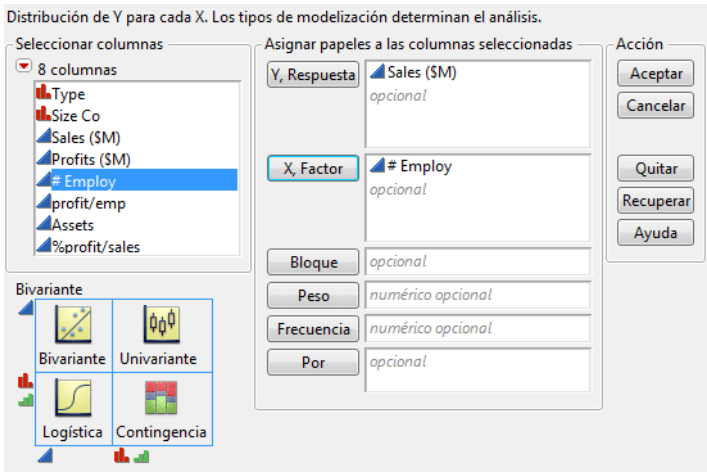 Distribución de Y para cada X. Los tipos de modelización determinan el análisis.
Seleccionar columnas
8 columnas
Type
Size Co
Sales ($M)
Profits ($M)
# Employ
profit/emp
Assets
%profit/sales
Asignar papeles a las columnas seleccionadas
Y, Respuesta
Sales ($M)
opcional
X, Factor
# Employ
opcional
Bloque
opcional
Peso
numérico opcional
Frecuencia
numérico opcional
Por
opcional
Acción
Aceptar
Cancelar
Quitar
Recuperar
Ayuda
Bivariante
Bivariante
Univariante
Logística
Contingencia